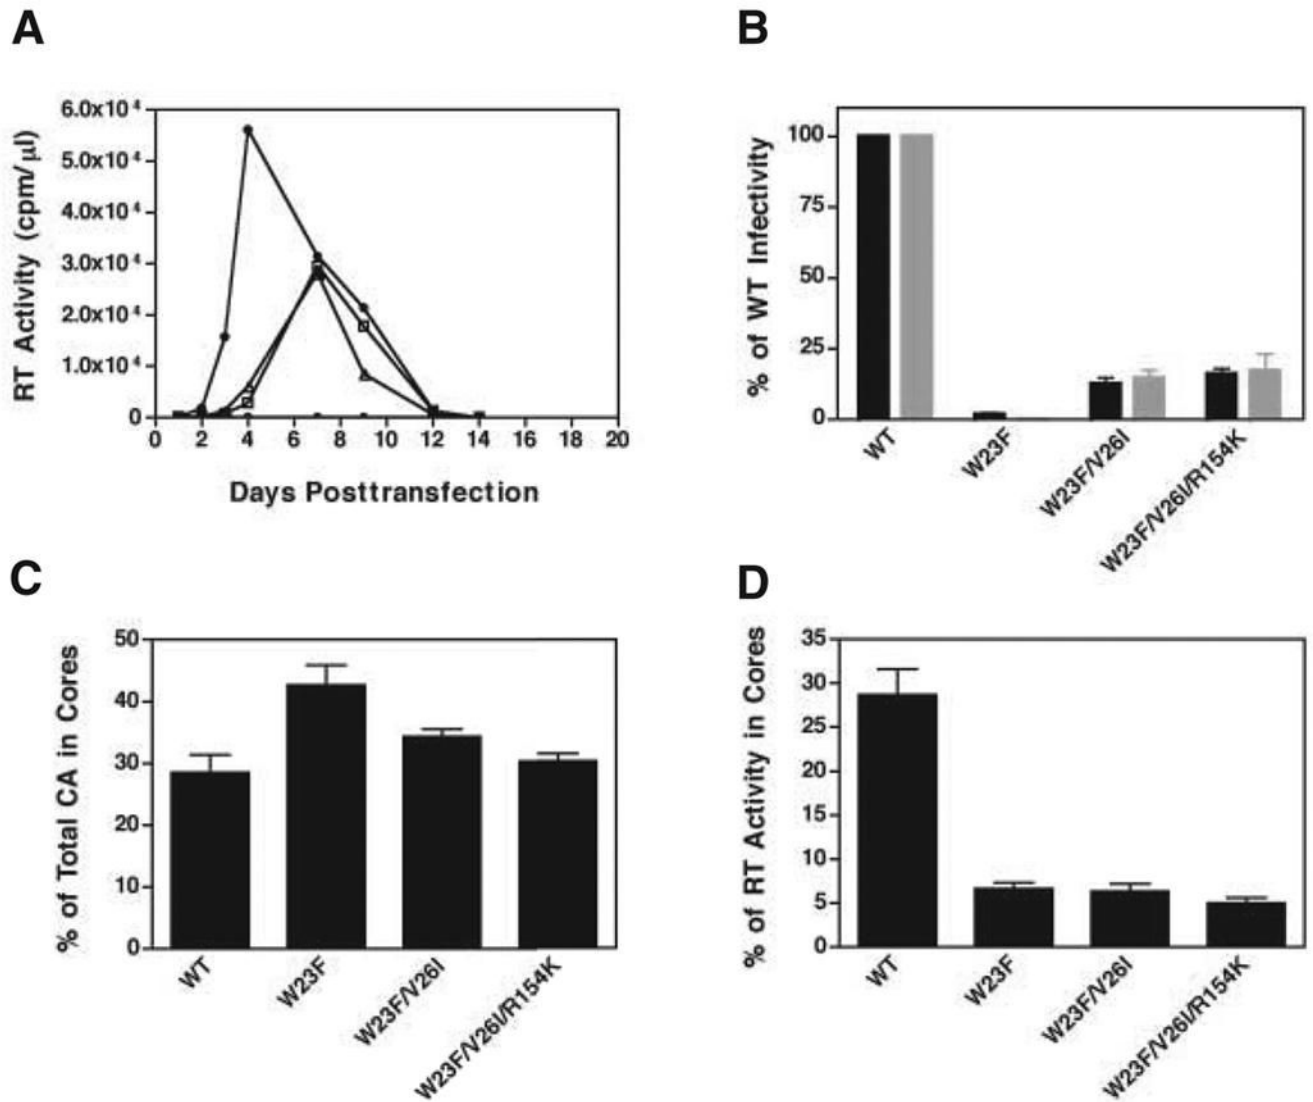 A
RT Activity (cpm/µl)
6.0x10⁴
5.0x10⁴
4.0x10⁴
3.0x10⁴
2.0x10⁴
1.0x10⁴
0
0 2 4 6 8 10 12 14 16 18 20
Days Posttransfection
B
% of WT Infectivity
100
75
50
25
0
WT
W23F
W23F/V26I
W23F/V26I/R154K
C
% of Total CA in Cores
50
40
30
20
10
0
WT
W23F
W23F/V26I
W23F/V26I/R154K
D
% of RT Activity in Cores
35
30
25
20
15
10
5
0
WT
W23F
W23F/V26I
W23F/V26I/R154K